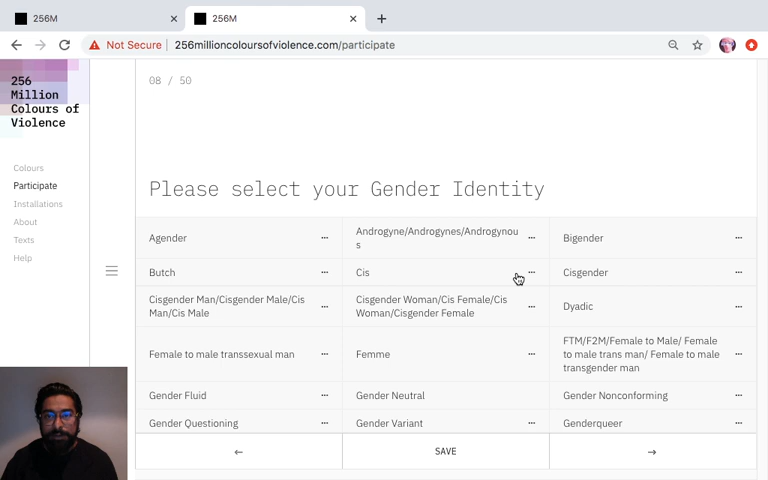 256M
256M
Not Secure | 256millioncoloursofviolence.com/participate
256
Million
Colours of
Violence
Colours
Participate
Installations
About
Texts
Help
08 / 50
Please select your Gender Identity
Agender ···
Androgyne/Androgynes/Androgynou
s ···
Bigender ···
Butch ···
Cis ···
Cisgender ···
Cisgender Man/Cisgender Male/Cis
Man/Cis Male ···
Cisgender Woman/Cis Female/Cis
Woman/Cisgender Female ···
Dyadic ···
Female to male transsexual man ···
Femme ···
FTM/F2M/Female to Male/ Female
to male trans man/ Female to male
transgender man ···
Gender Fluid ···
Gender Neutral ···
Gender Nonconforming ···
Gender Questioning ···
Gender Variant ···
Genderqueer ···
← SAVE →